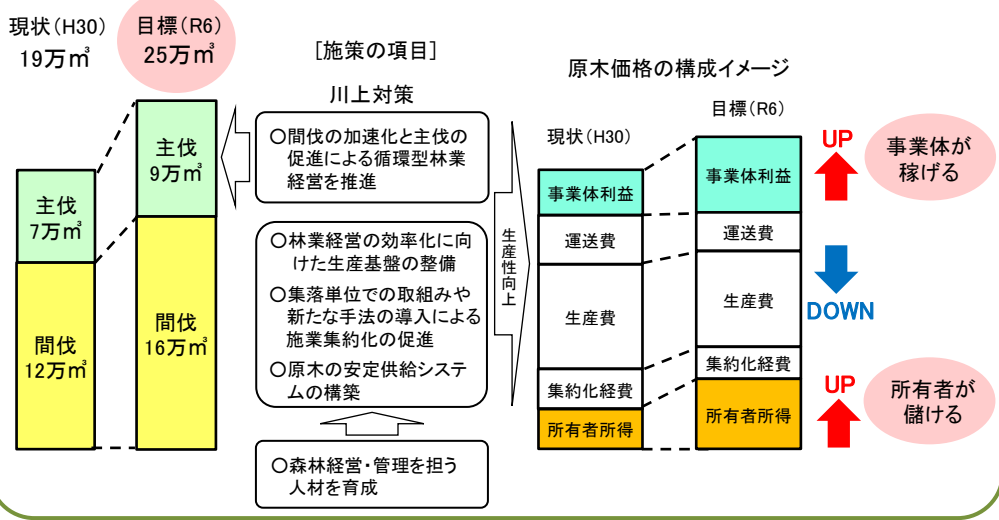 現状(H30)
19万㎥
目標(R6)
25万㎥
主伐
7万㎥
間伐
12万㎥
主伐
9万㎥
間伐
16万㎥
[施策の項目]
川上対策
○間伐の加速化と主伐の
促進による循環型林業
経営を推進
○林業経営の効率化に向
けた生産基盤の整備
○集落単位での取組みや
新たな手法の導入による
施業集約化の促進
○原木の安定供給システ
ムの構築
○森林経営・管理を担う
人材を育成
生産性向上
原木価格の構成イメージ
現状(H30)
目標(R6)
事業体利益
運送費
生産費
集約化経費
所有者所得
事業体利益
運送費
生産費
集約化経費
所有者所得
UP
事業体が
稼げる
DOWN
UP
所有者が
儲ける